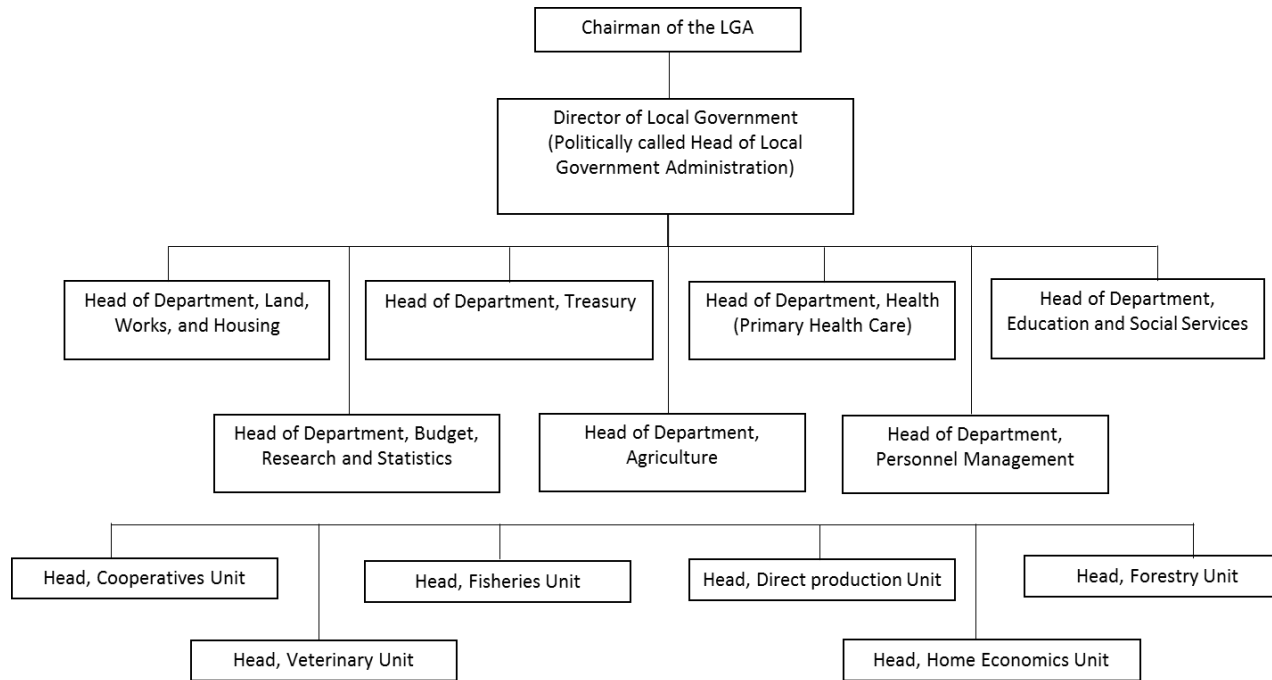 Chairman of the LGA
Director of Local Government
(Politically called Head of Local
Government Administration)
Head of Department, Land,
Works, and Housing
Head of Department, Treasury
Head of Department, Health
(Primary Health Care)
Head of Department,
Education and Social Services
Head of Department, Budget,
Research and Statistics
Head of Department,
Agriculture
Head of Department,
Personnel Management
Head, Cooperatives Unit
Head, Fisheries Unit
Head, Direct production Unit
Head, Forestry Unit
Head, Veterinary Unit
Head, Home Economics Unit